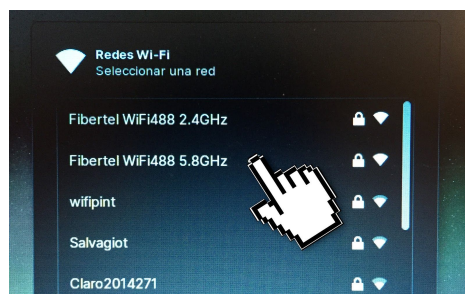 Redes Wi-Fi
Seleccionar una red
Fibertel WiFi488 2.4GHz
Fibertel WiFi488 5.8GHz
wifipint
Salvagiot
Claro2014271